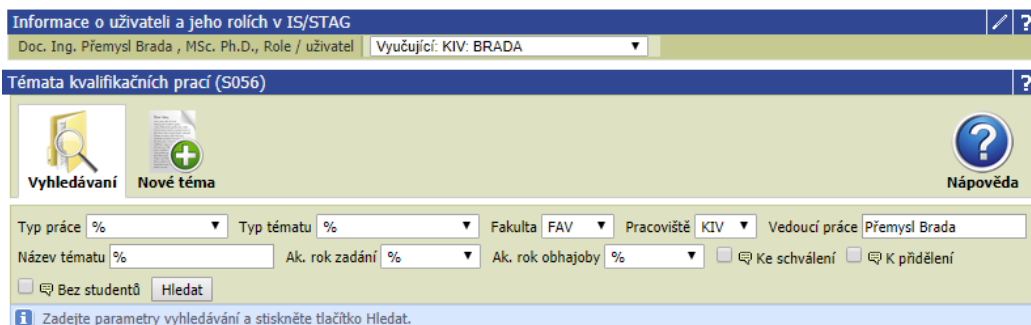 Informace o uživateli a jeho rolích v IS/STAG ?
Doc. Ing. Přemysl Brada , MSc. Ph.D., Role / uživatel Vyučující: KIV: BRADA
Témata kvalifikačních prací (S056) ?
Vyhledávaní Nové téma Nápověda
Typ práce % Typ tématu % Fakulta FAV Pracoviště KIV Vedoucí práce Přemysl Brada
Název tématu % Ak. rok zadání % Ak. rok obhajoby % Ke schválení K přidělení
Bez studentů Hledat
Zadejte parametry vyhledávání a stiskněte tlačítko Hledat.